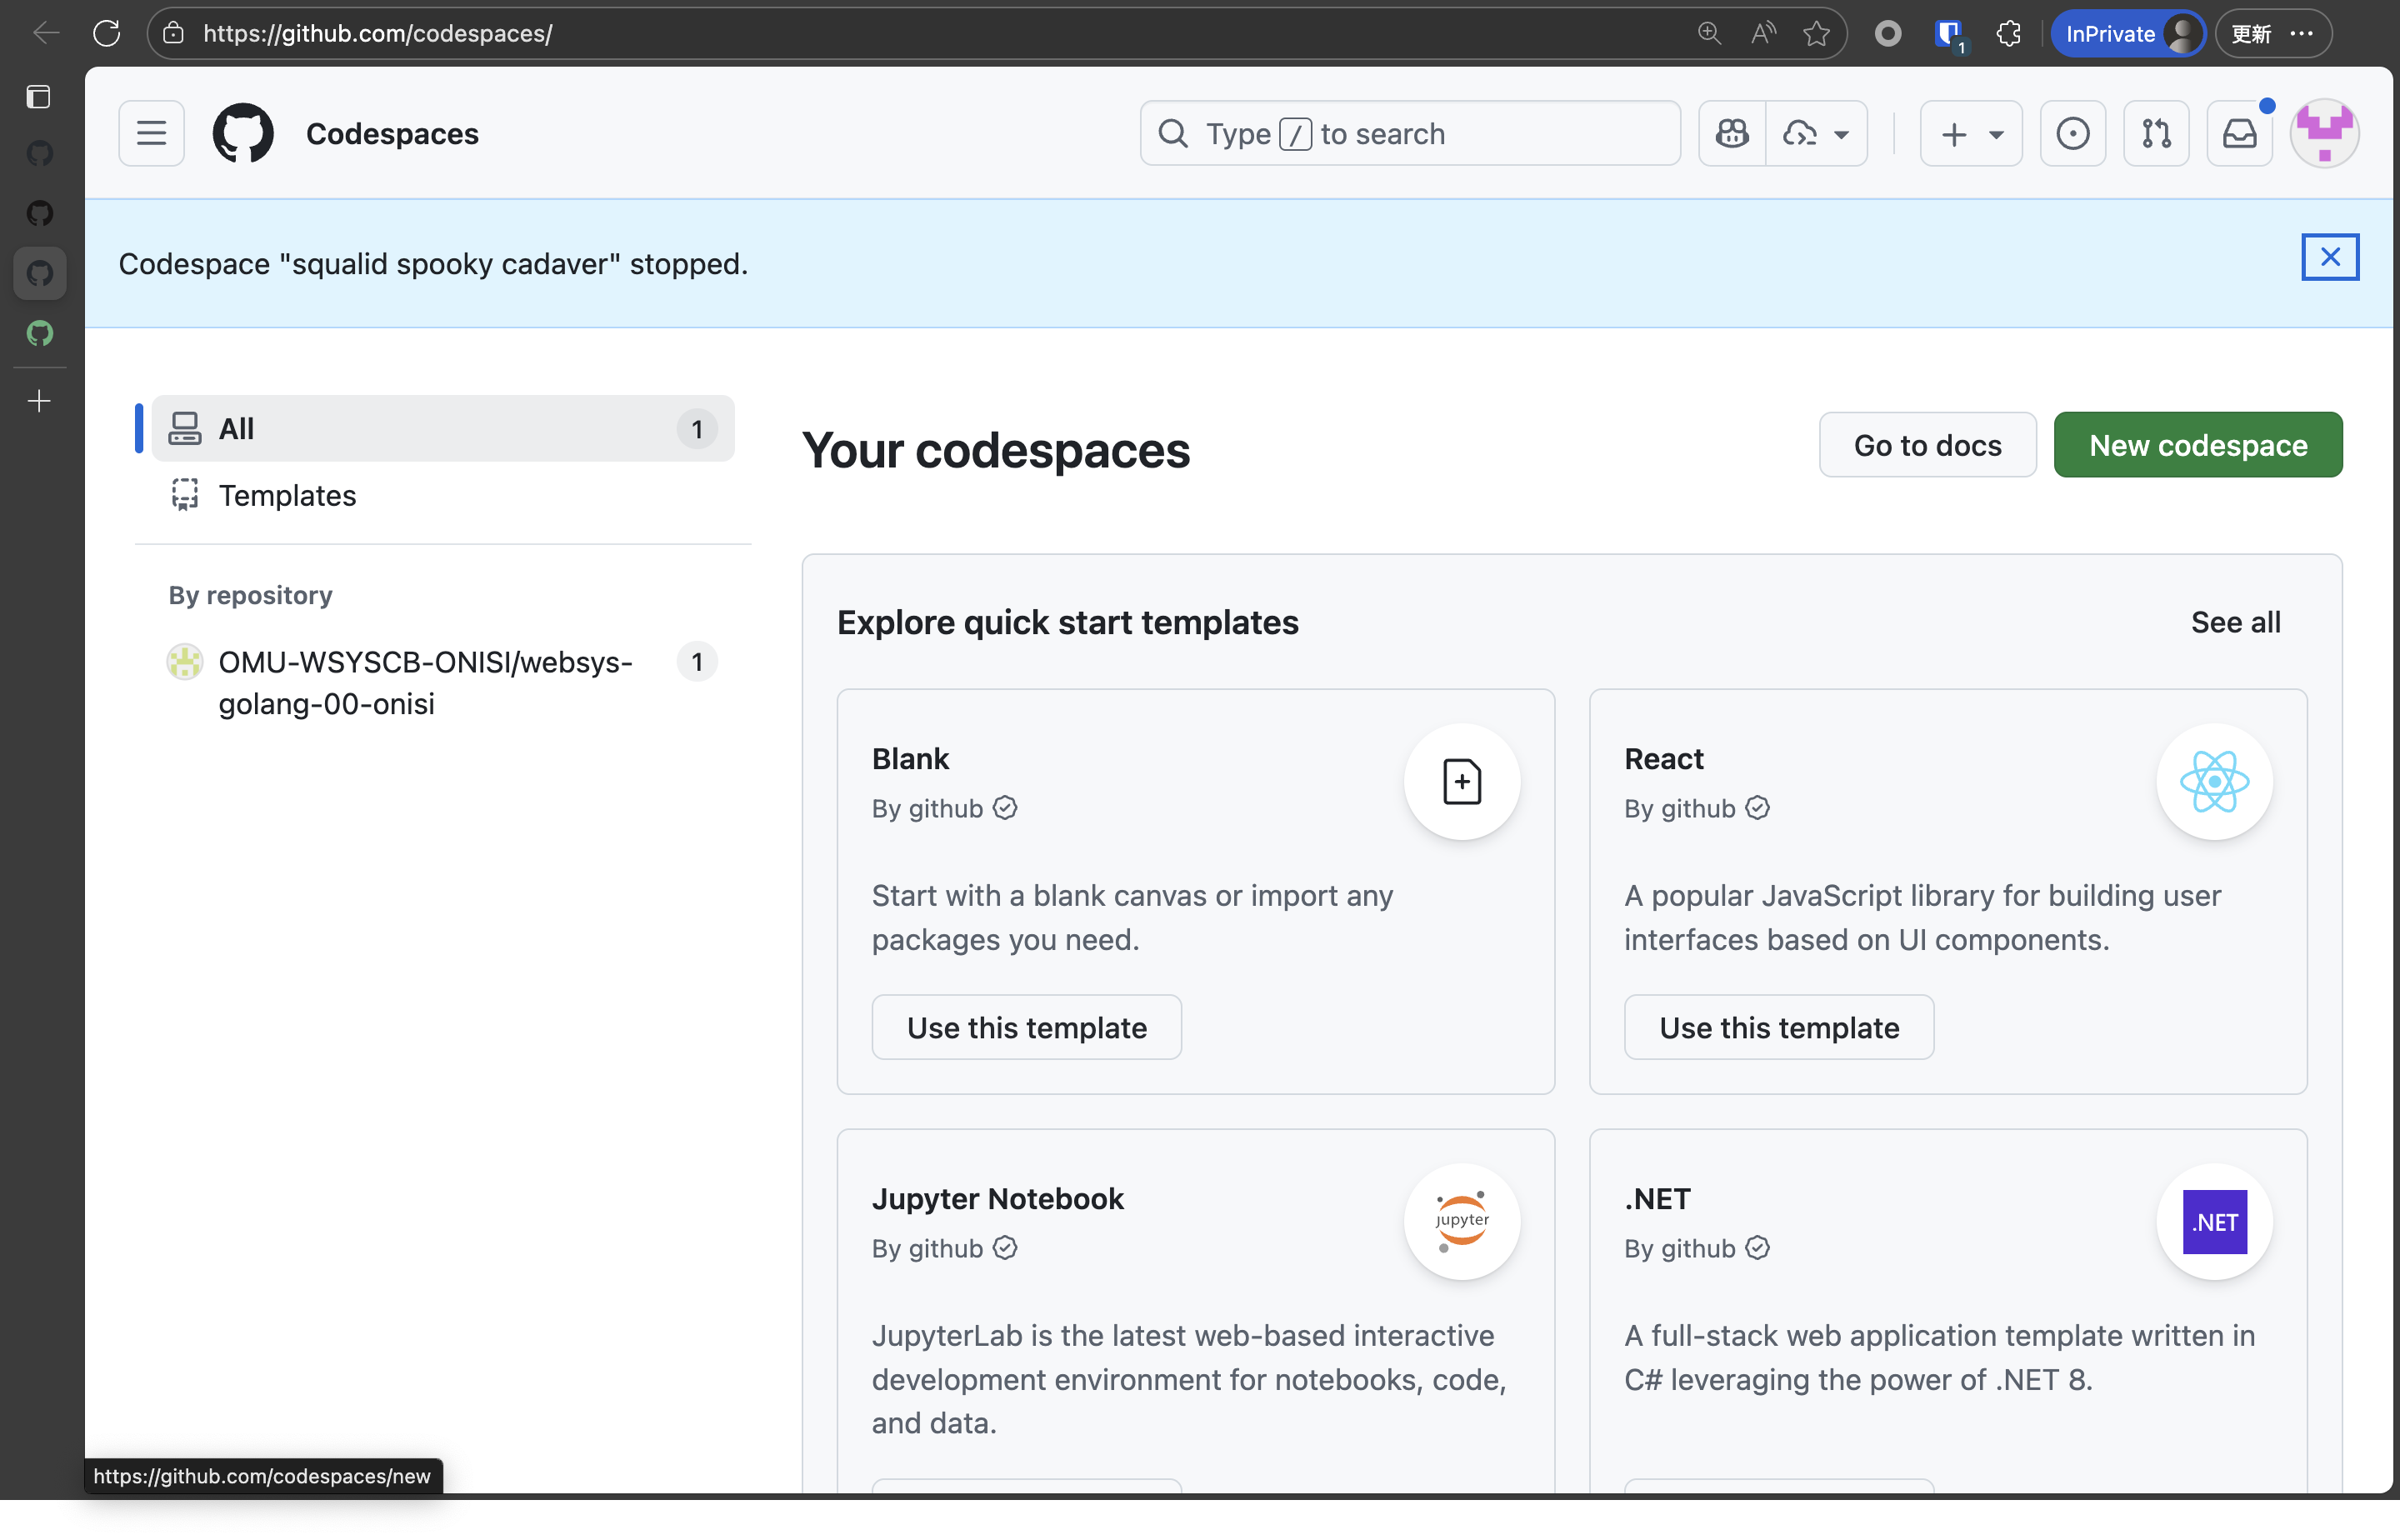 https://github.com/codespaces/
1
InPrivate
更新
Codespaces
Type / to search
Codespace "squalid spooky cadaver" stopped.
All
1
Templates
By repository
OMU-WSYSCB-ONISI/websys-
golang-00-onisi
1
Your codespaces
Go to docs
New codespace
Explore quick start templates
See all
Blank
By github
Start with a blank canvas or import any
packages you need.
Use this template
React
By github
A popular JavaScript library for building user
interfaces based on UI components.
Use this template
Jupyter Notebook
By github
jupyter
JupyterLab is the latest web-based interactive
development environment for notebooks, code,
and data.
.NET
By github
.NET
A full-stack web application template written in
C# leveraging the power of .NET 8.
https://github.com/codespaces/new